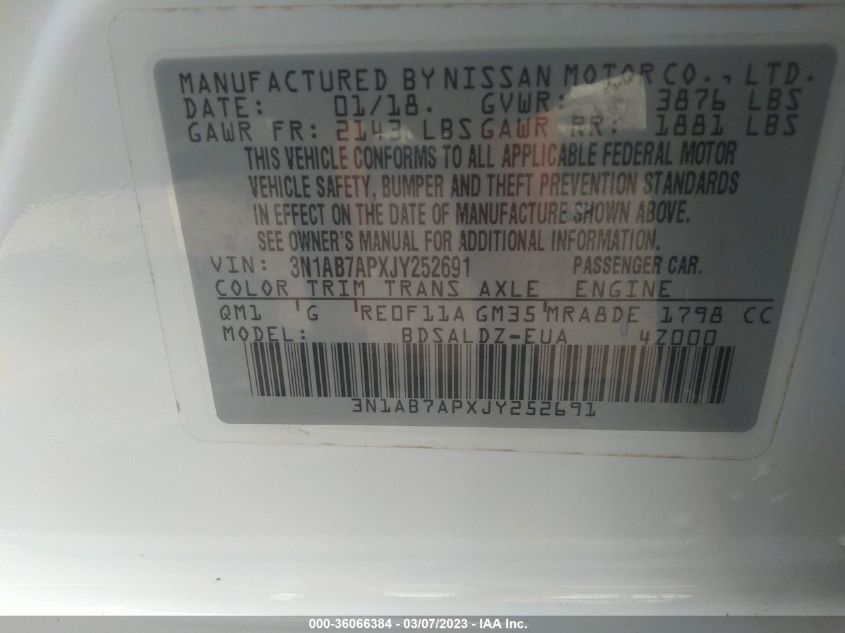 MANUFACTURED BY NISSAN MOTOR CO., LTD.
DATE: 01/18. GVWR: 3876 LBS
GAWR FR: 2143 LBS GAWR RR: 1881 LBS
THIS VEHICLE CONFORMS TO ALL APPLICABLE FEDERAL MOTOR
VEHICLE SAFETY, BUMPER AND THEFT PREVENTION STANDARDS
IN EFFECT ON THE DATE OF MANUFACTURE SHOWN ABOVE.
SEE OWNER'S MANUAL FOR ADDITIONAL INFORMATION.
VIN: 3N1AB7APXJY252691 PASSENGER CAR.
COLOR TRIM TRANS AXLE ENGINE
QM1 G RE0F11A GM35 MRA8DE 1798 CC
MODEL: BDSALDZ-EUA 4Z000
3N1AB7APXJY252691
000-36066384 - 03/07/2023 - IAA Inc.